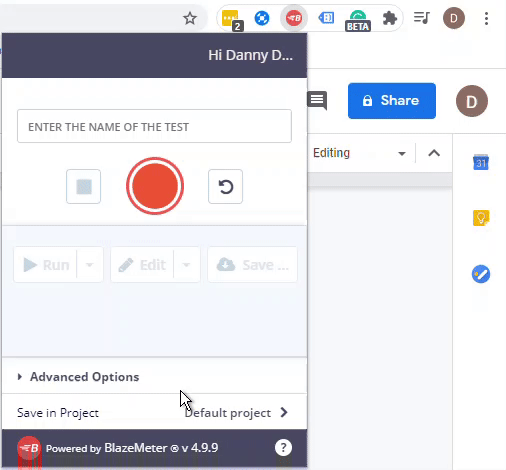 2
BETA
D
Hi Danny D...
ENTER THE NAME OF THE TEST
Share
D
Editing
31
Run
Edit
Save ...
Advanced Options
Save in Project
Default project
B Powered by BlazeMeter ® v 4.9.9
?